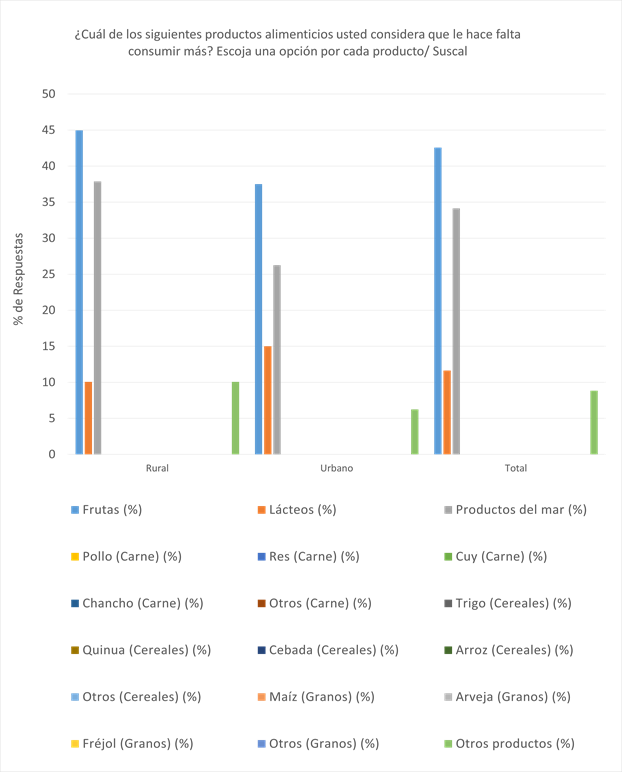 ¿Cuál de los siguientes productos alimenticios usted considera que le hace falta
consumir más? Escoja una opción por cada producto/ Suscal
50
45
40
35
30
25
20
15
10
5
0
% de Respuestas
Rural Urbano Total
Frutas (%) Lácteos (%) Productos del mar (%)
Pollo (Carne) (%) Res (Carne) (%) Cuy (Carne) (%)
Chancho (Carne) (%) Otros (Carne) (%) Trigo (Cereales) (%)
Quinua (Cereales) (%) Cebada (Cereales) (%) Arroz (Cereales) (%)
Otros (Cereales) (%) Maíz (Granos) (%) Arveja (Granos) (%)
Fréjol (Granos) (%) Otros (Granos) (%) Otros productos (%)